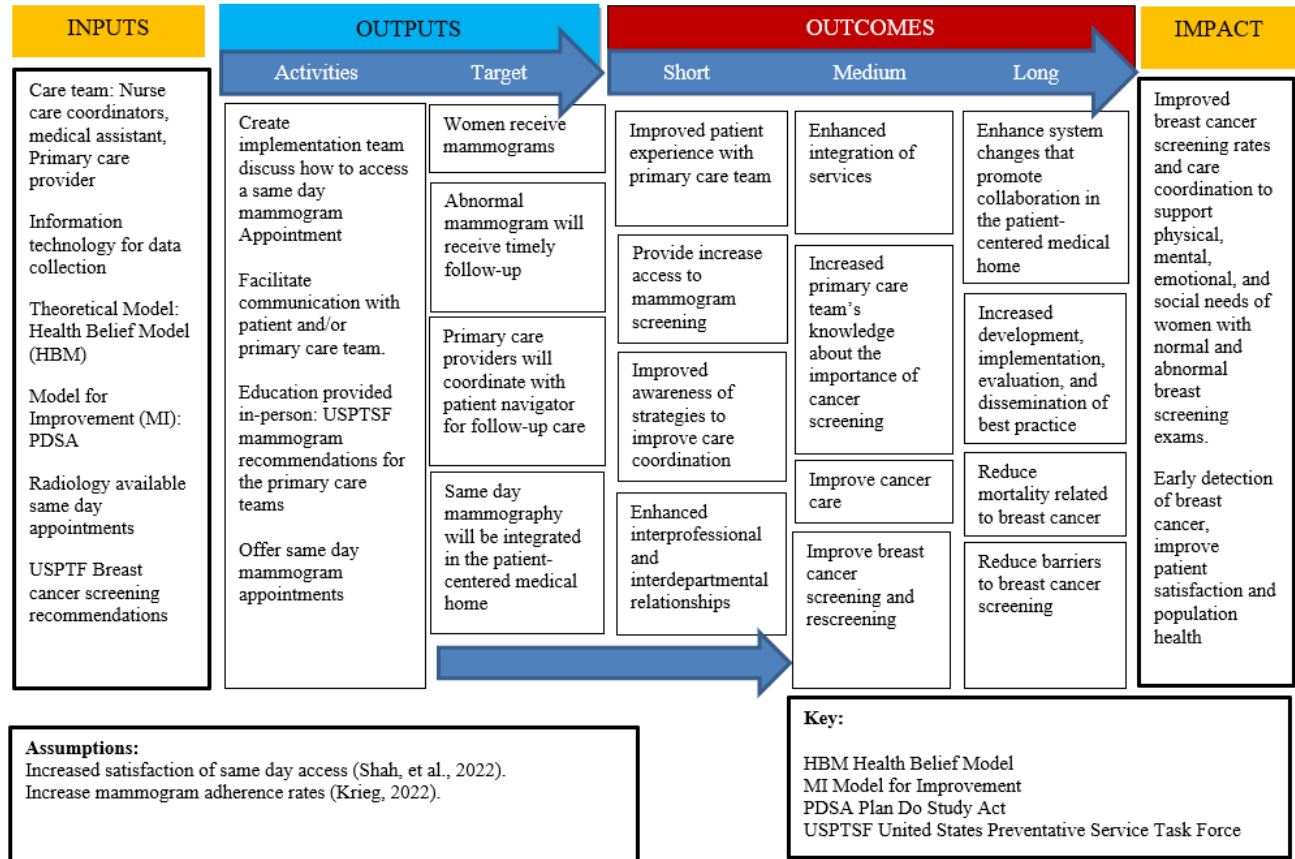 INPUTS
OUTPUTS
OUTCOMES
IMPACT
Activities
Target
Short
Medium
Long
Care team: Nurse
care coordinators,
medical assistant,
Primary care
provider
Information
technology for data
collection
Theoretical Model:
Health Belief Model
(HBM)
Model for
Improvement (MI):
PDSA
Radiology available
same day
appointments
USPTF Breast
cancer screening
recommendations
Create
implementation team
discuss how to access
a same day
mammogram
Appointment
Facilitate
communication with
patient and/or
primary care team.
Education provided
in-person: USPTSF
mammogram
recommendations for
the primary care
teams
Offer same day
mammogram
appointments
Women receive
mammograms
Abnormal
mammogram will
receive timely
follow-up
Primary care
providers will
coordinate with
patient navigator
for follow-up care
Same day
mammography
will be integrated
in the patient-
centered medical
home
Improved patient
experience with
primary care team
Provide increase
access to
mammogram
screening
Improved
awareness of
strategies to
improve care
coordination
Enhanced
interprofessional
and
interdepartmental
relationships
Enhanced
integration of
services
Increased
primary care
team’s
knowledge
about the
importance of
cancer
screening
Improve cancer
care
Improve breast
cancer
screening and
rescreening
Enhance system
changes that
promote
collaboration in
the patient-
centered medical
home
Increased
development,
implementation,
evaluation, and
dissemination of
best practice
Reduce
mortality related
to breast cancer
Reduce barriers
to breast cancer
screening
Improved
breast cancer
screening rates
and care
coordination to
support
physical,
mental,
emotional, and
social needs of
women with
normal and
abnormal
breast
screening
exams.
Early detection
of breast
cancer,
improve
patient
satisfaction and
population
health
Assumptions:
Increased satisfaction of same day access (Shah, et al., 2022).
Increase mammogram adherence rates (Krieg, 2022).
Key:
HBM Health Belief Model
MI Model for Improvement
PDSA Plan Do Study Act
USPTSF United States Preventative Service Task Force